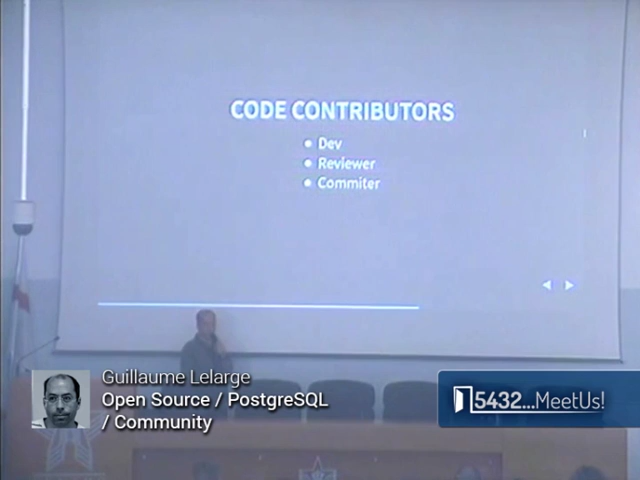 CODE CONTRIBUTORS
Dev
Reviewer
Commiter
Guillaume Lelarge
Open Source / PostgreSQL
/ Community
5432...MeetUs!